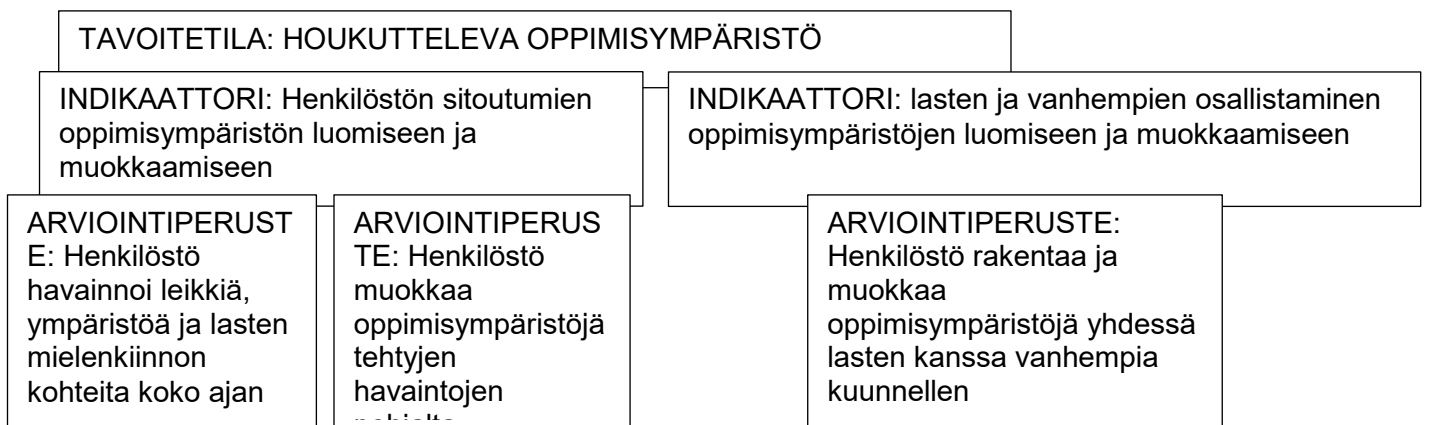 TAVOITETILA: HOUKUTTELEVA OPPIMISYMPÄRISTÖ
INDIKAATTORI: Henkilöstön sitoutumien
oppimisympäristön luomiseen ja
muokkaamiseen
INDIKAATTORI: lasten ja vanhempien osallistaminen
oppimisympäristöjen luomiseen ja muokkaamiseen
ARVIOINTIPERUST
E: Henkilöstö
havainnoi leikkiä,
ympäristöä ja lasten
mielenkiinnon
kohteita koko ajan
ARVIOINTIPERUS
TE: Henkilöstö
muokkaa
oppimisympäristöjä
tehtyjen
havaintojen
ARVIOINTIPERUSTE:
Henkilöstö rakentaa ja
muokkaa
oppimisympäristöjä yhdessä
lasten kanssa vanhempia
kuunnellen